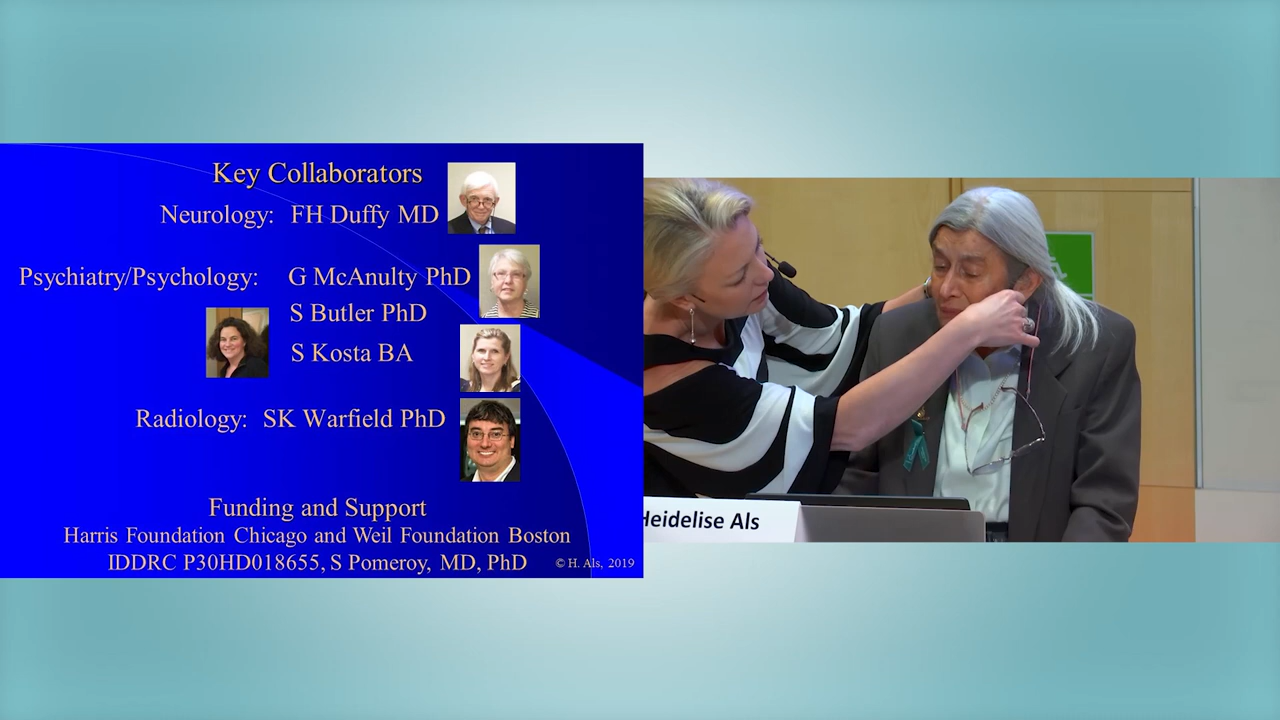 Key Collaborators
Neurology: FH Duffy MD
Psychiatry/Psychology: G McAnulty PhD
S Butler PhD
S Kosta BA
Radiology: SK Warfield PhD
Funding and Support
Harris Foundation Chicago and Weil Foundation Boston
IDDRC P30HD018655, S Pomeroy, MD, PhD
© H. Als, 2019
Heidelise Als